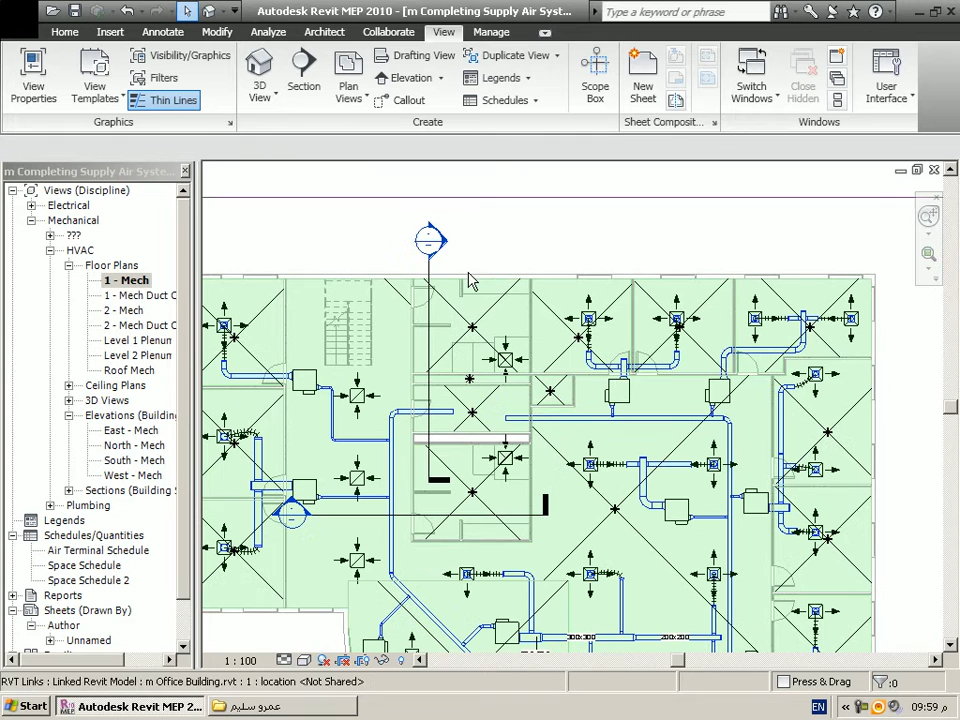 Autodesk Revit MEP 2010 - [m Completing Supply Air Syste...
Type a keyword or phrase
Home Insert Annotate Modify Analyze Architect Collaborate View Manage
View Properties
View Templates
Visibility/Graphics
Filters
Thin Lines
Graphics
3D View
Section
Plan Views
Drafting View
Elevation
Callout
Duplicate View
Legends
Schedules
Create
Scope Box
New Sheet
Sheet Composit...
Switch Windows
Close Hidden
Windows
User Interface
m Completing Supply Air Syste...
Views (Discipline)
Electrical
Mechanical
???
HVAC
Floor Plans
1 - Mech
1 - Mech Duct C
2 - Mech
2 - Mech Duct C
Level 1 Plenum
Level 2 Plenum
Roof Mech
Ceiling Plans
3D Views
Elevations (Building
East - Mech
North - Mech
South - Mech
West - Mech
Sections (Building S
Plumbing
Legends
Schedules/Quantities
Air Terminal Schedule
Space Schedule
Space Schedule 2
Reports
Sheets (Drawn By)
Author
Unnamed
1 : 100
RVT Links : Linked Revit Model : m Office Building.rvt : 1 : location <Not Shared>
Press & Drag
:0
Start
Autodesk Revit MEP 2...
عمرو سليم
EN
09:59 م